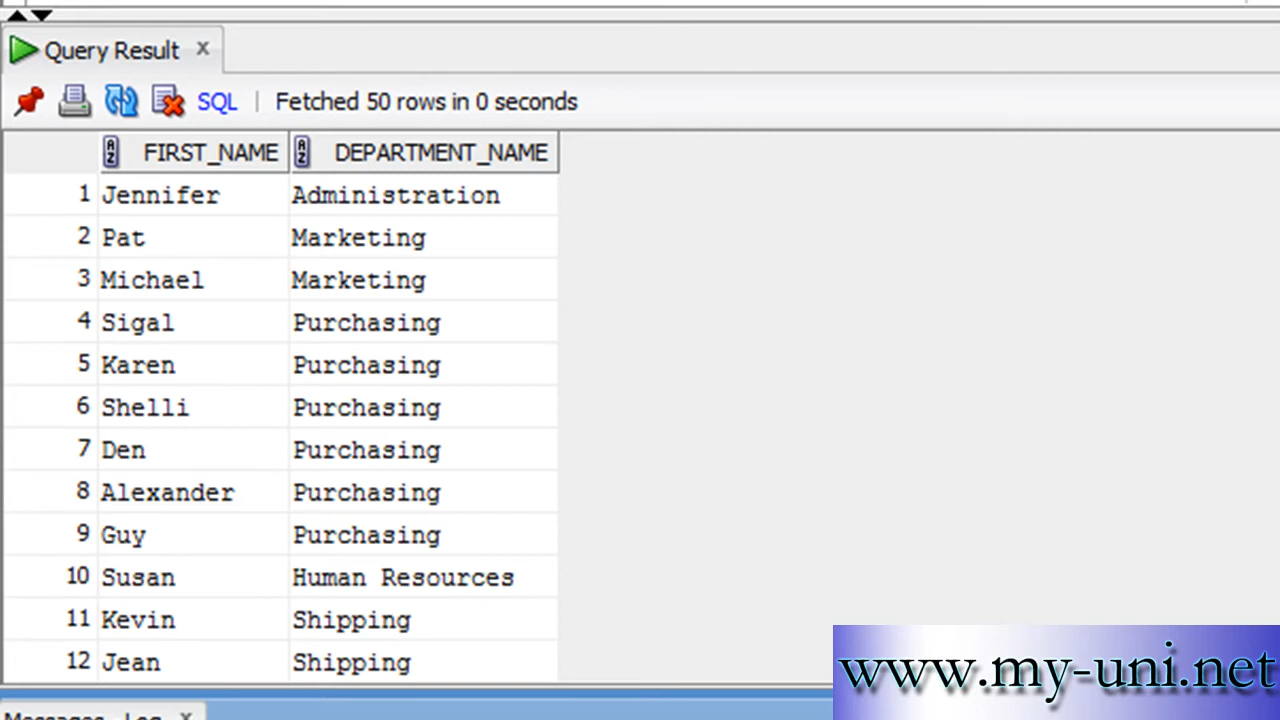 Query Result x
SQL | Fetched 50 rows in 0 seconds
FIRST_NAME DEPARTMENT_NAME
1 Jennifer Administration
2 Pat Marketing
3 Michael Marketing
4 Sigal Purchasing
5 Karen Purchasing
6 Shelli Purchasing
7 Den Purchasing
8 Alexander Purchasing
9 Guy Purchasing
10 Susan Human Resources
11 Kevin Shipping
12 Jean Shipping
www.my-uni.net
Messages - Log x